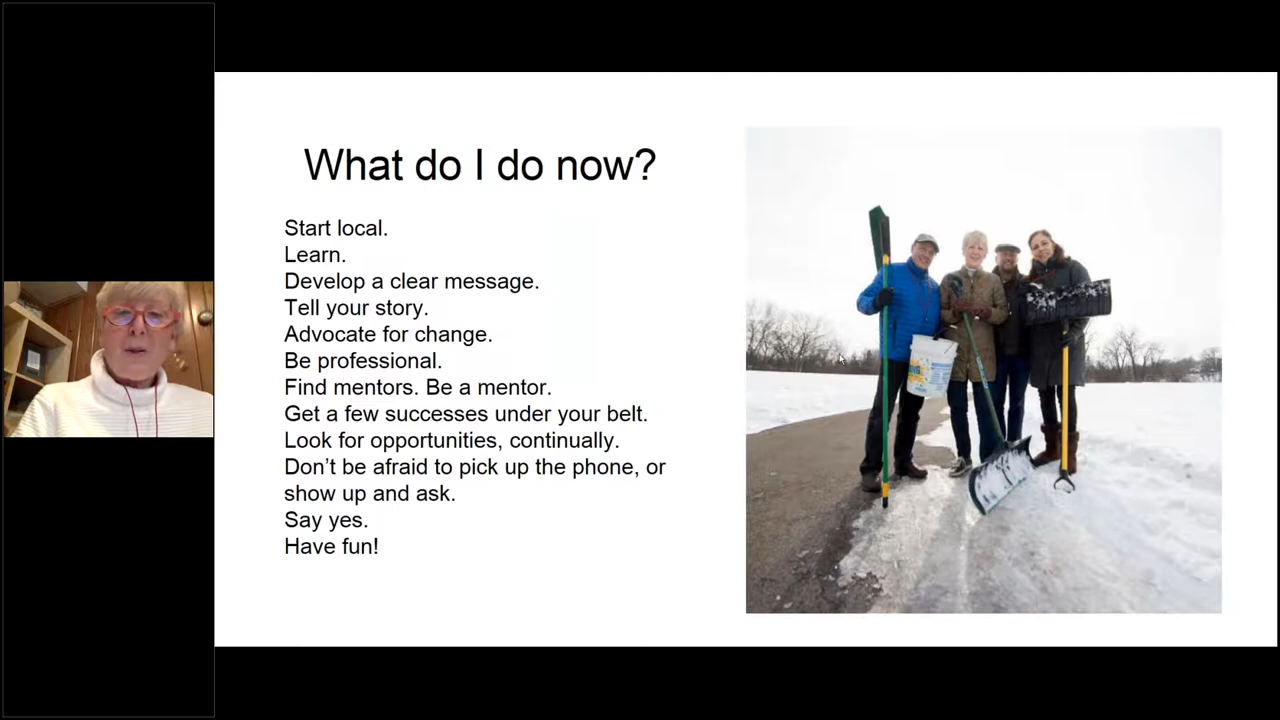 What do I do now?
Start local.
Learn.
Develop a clear message.
Tell your story.
Advocate for change.
Be professional.
Find mentors. Be a mentor.
Get a few successes under your belt.
Look for opportunities, continually.
Don’t be afraid to pick up the phone, or
show up and ask.
Say yes.
Have fun!